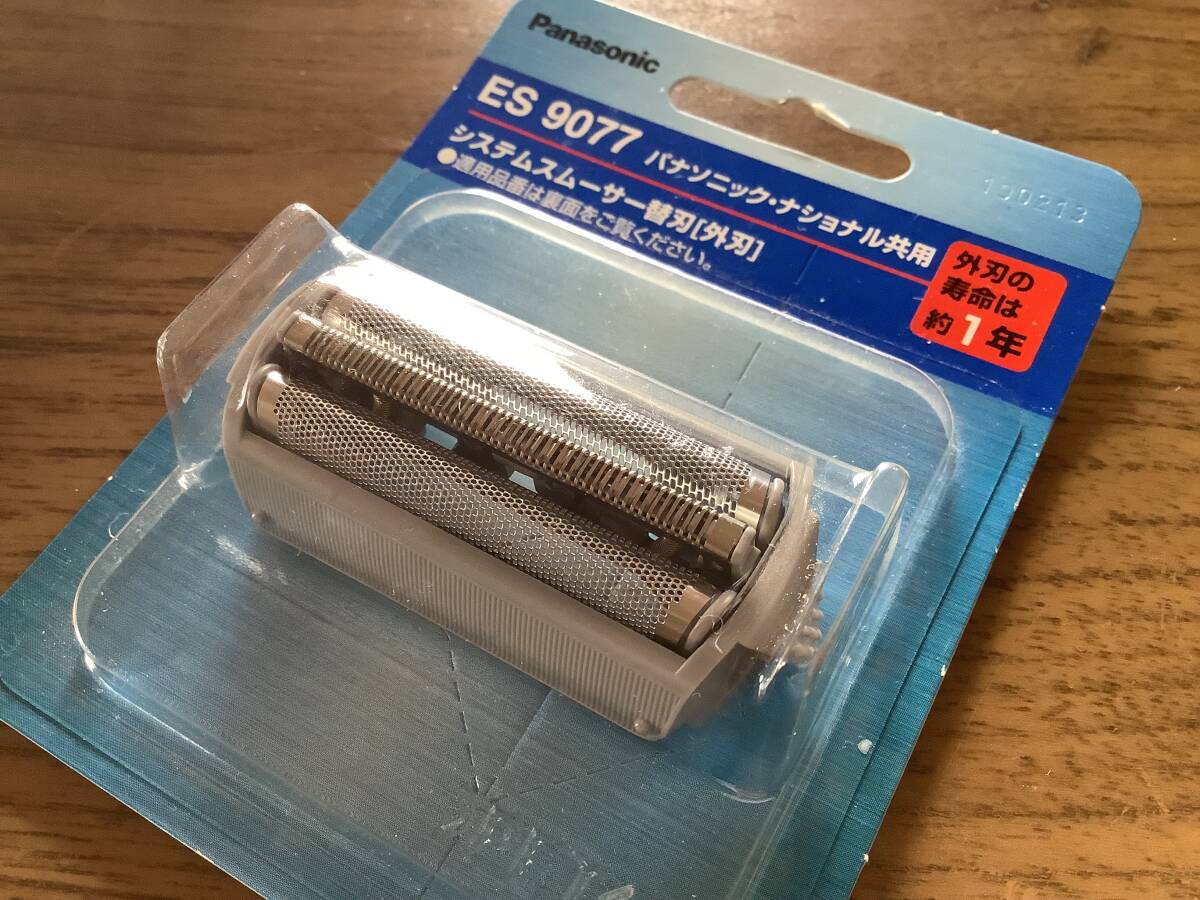 Panasonic
ES 9077 パナソニック・ナショナル共用
システムスムーサー替刃[外刃]
●適用品番は裏面をご覧ください。
外刃の
寿命は
約1年
130213